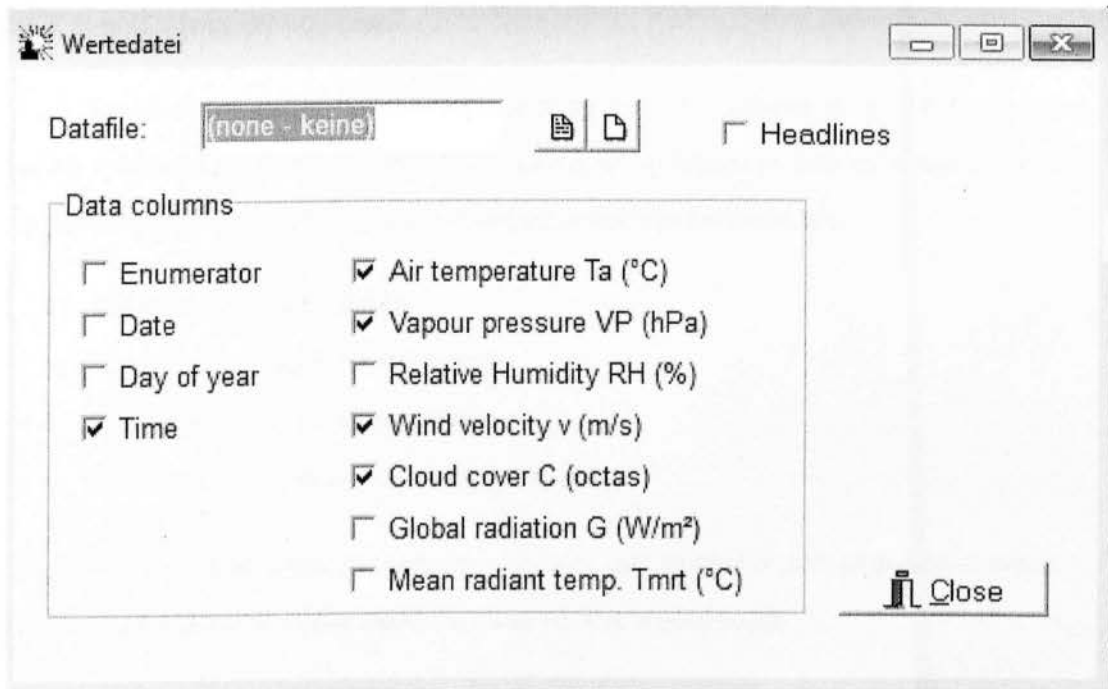 Wertedatei
Datafile: (none - keine) Headlines
Data columns
Enumerator
Date
Day of year
Time
Air temperature Ta (°C)
Vapour pressure VP (hPa)
Relative Humidity RH (%)
Wind velocity v (m/s)
Cloud cover C (octas)
Global radiation G (W/m²)
Mean radiant temp. Tmrt (°C)
Close